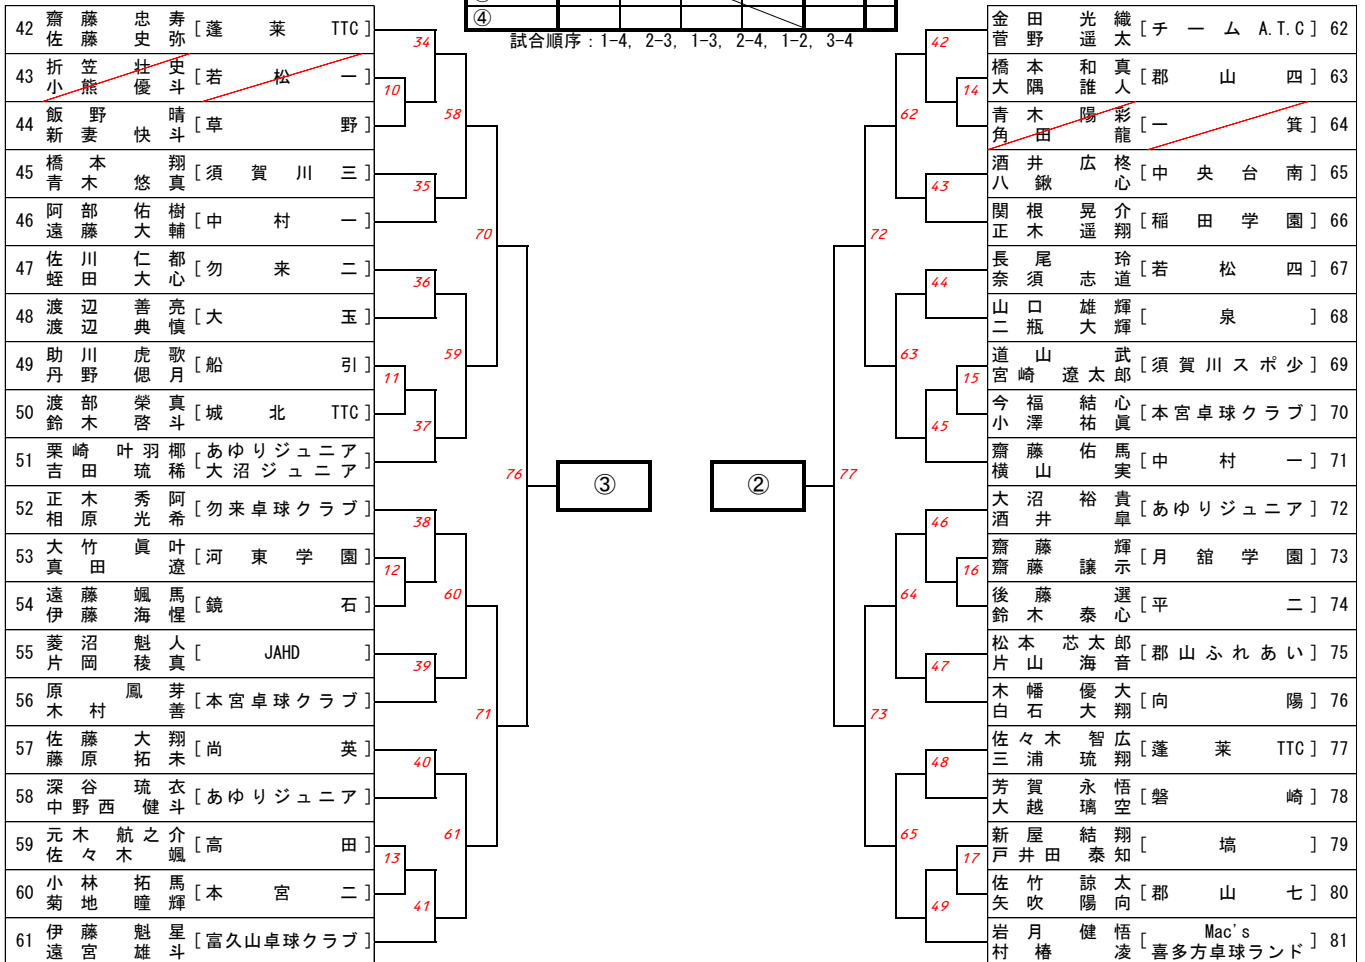 ④
試合順序：1-4, 2-3, 1-3, 2-4, 1-2, 3-4
42 齋藤 忠寿 [蓬莱 TTC]
佐藤 史弥
43 折笠 壮史 [若松一]
小熊 優斗
44 飯野 晴 [草野]
新妻 快斗
45 橋本 翔 [須賀川三]
青木 悠真
46 阿部 佑樹 [中村一]
遠藤 大輔
47 佐川 仁都 [勿来二]
蛭田 大心
48 渡辺 善亮 [大玉]
渡辺 典慎
49 助川 虎歌 [船引]
丹野 偲月
50 渡部 榮真 [城北 TTC]
鈴木 啓斗
51 栗崎 叶羽椰 [あゆりジュニア
吉田 琉稀 大沼ジュニア]
52 正木 秀阿 [勿来卓球クラブ]
相原 光希
53 大竹 眞叶 [河東学園]
真田 遼
54 遠藤 颯馬 [鏡石]
伊藤 海惺
55 菱沼 魁人 [JAHD]
片岡 稜真
56 原 鳳芽 [本宮卓球クラブ]
木村 善
57 佐藤 大翔 [尚英]
藤原 拓未
58 深谷 琉衣 [あゆりジュニア]
中野西 健斗
59 元木 航之介 [高田]
佐々木 颯
60 小林 拓馬 [本宮二]
菊地 瞳輝
61 伊藤 魁星 [富久山卓球クラブ]
遠宮 雄斗
34
10
58
35
70
36
59
11
37
76
38
12
60
39
71
40
61
13
41
③
②
42
14
62
43
72
44
63
15
45
77
46
16
64
47
73
48
65
17
49
金田 光織 [チーム A.T.C] 62
菅野 遥太
橋本 和真 [郡山四] 63
大隅 誰人
青木 陽彩 [一箕] 64
角田 龍
酒井 広柊 [中央台南] 65
八鍬 心
関根 晃介 [稲田学園] 66
正木 遥翔
長尾 玲 [若松四] 67
奈須 志道
山口 雄輝 [泉] 68
二瓶 大輝
道山 武 [須賀川スポ少] 69
宮崎 遼太郎
今福 結心 [本宮卓球クラブ] 70
小澤 祐眞
齋藤 佑馬 [中村一] 71
横山 実
大沼 裕貴 [あゆりジュニア] 72
酒井 皐
齋藤 輝 [月舘学園] 73
齋藤 譲示
後藤 選 [平二] 74
鈴木 泰心
松本 芯太郎 [郡山ふれあい] 75
片山 海音
木幡 優大 [向陽] 76
白石 大翔
佐々木 智広 [蓬莱 TTC] 77
三浦 琉翔
芳賀 永悟 [磐崎] 78
大越 璃空
新屋 結翔 [塙] 79
戸井田 泰知
佐竹 諒太 [郡山七] 80
矢吹 陽向
岩月 健悟 [Mac's
村椿 凌 喜多方卓球ランド] 81